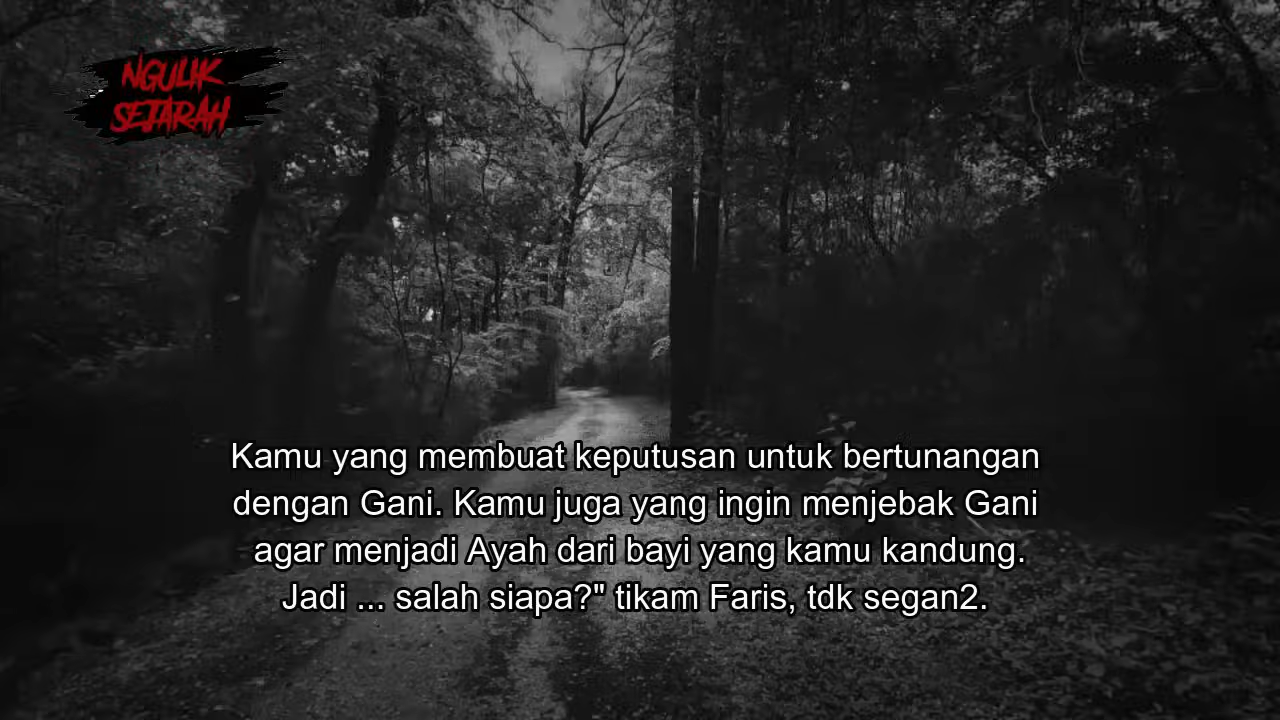 NGULIK
SEJARAH
Kamu yang membuat keputusan untuk bertunangan
dengan Gani. Kamu juga yang ingin menjebak Gani
agar menjadi Ayah dari bayi yang kamu kandung.
Jadi ... salah siapa?" tikam Faris, tdk segan2.